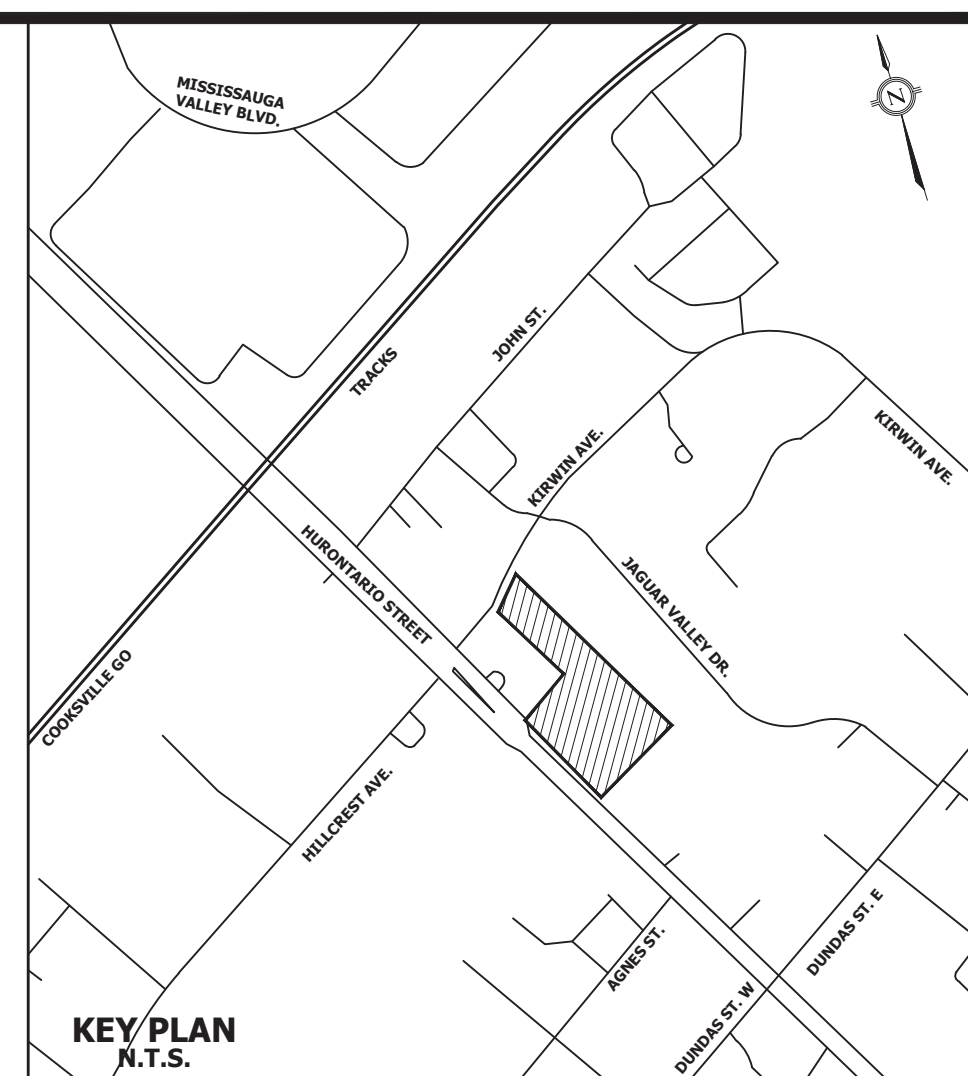 MISSISSAUGA
VALLEY BLVD.
N
JOHN ST.
TRACKS
KIRWIN AVE.
KIRWIN AVE.
HURONTARIO STREET
JAGUAR VALLEY DR.
COOKSVILLE GO
HILLCREST AVE.
AGNES ST.
DUNDAS ST. E
DUNDAS ST. W
KEY PLAN
N.T.S.